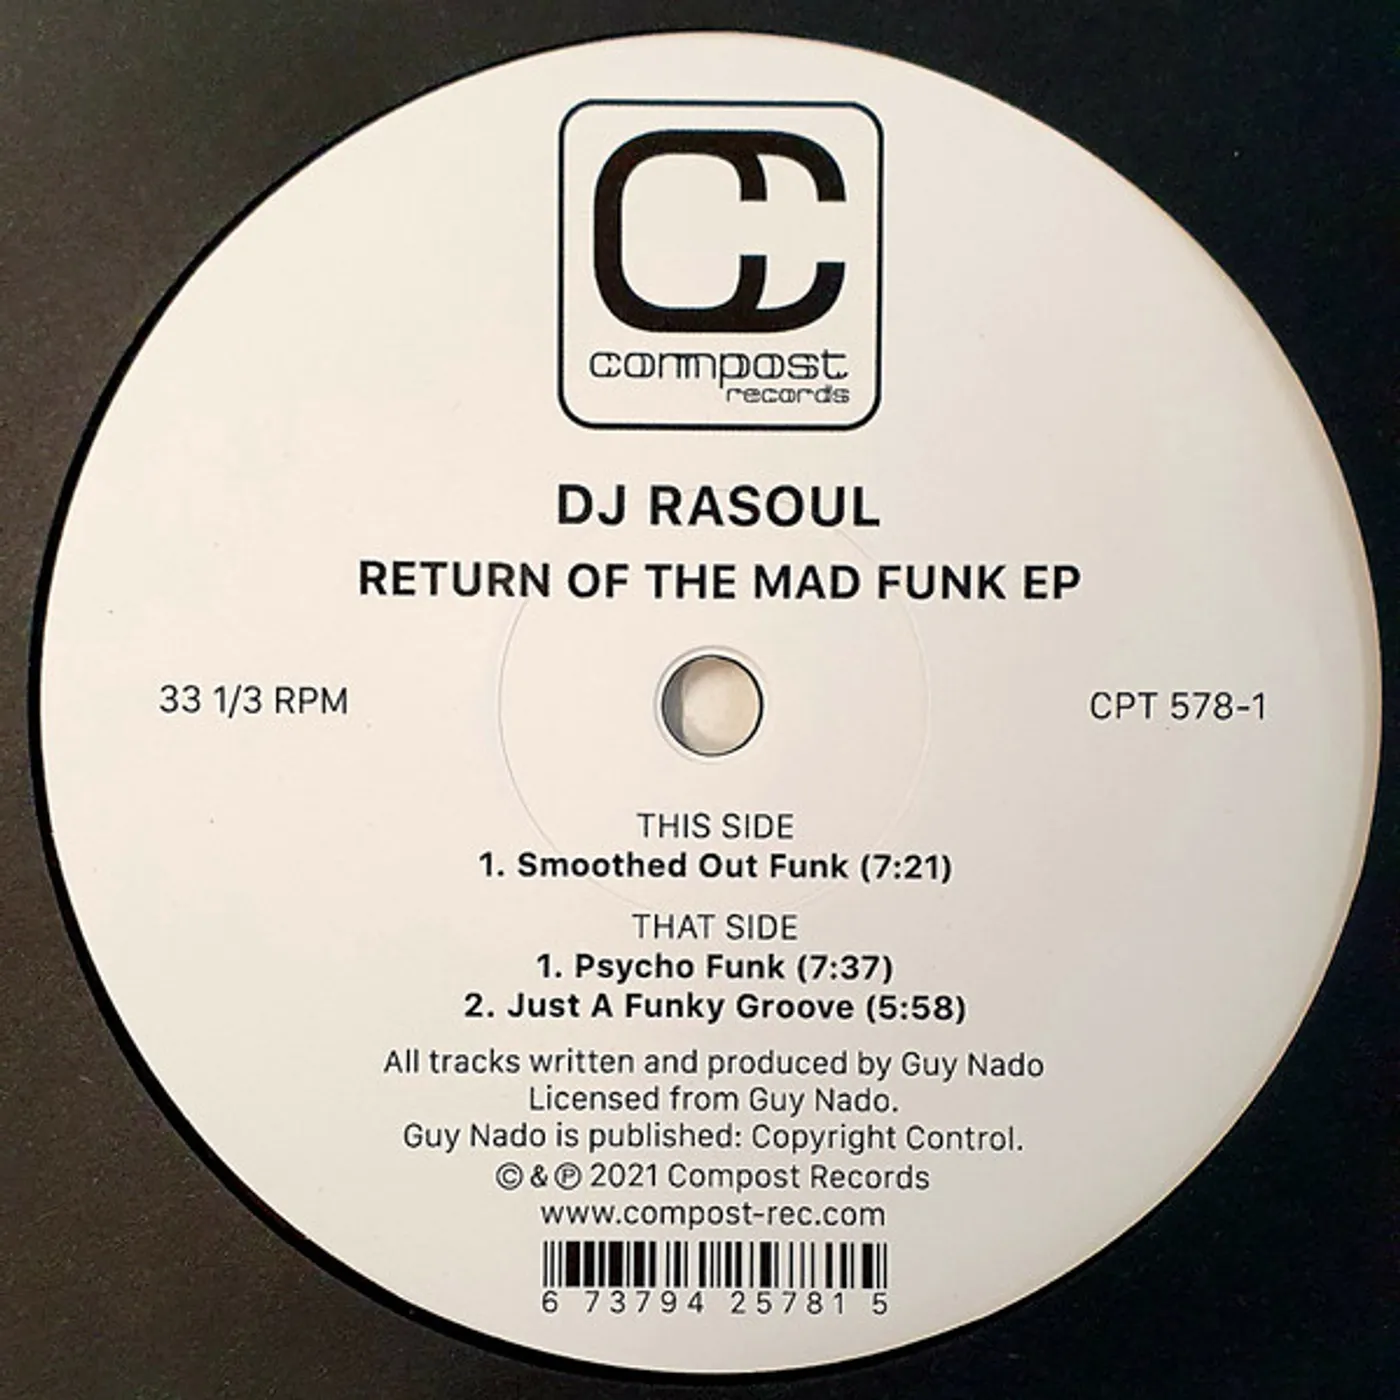 compost
records
DJ RASOUL
RETURN OF THE MAD FUNK EP
33 1/3 RPM
CPT 578-1
THIS SIDE
1. Smoothed Out Funk (7:21)
THAT SIDE
1. Psycho Funk (7:37)
2. Just A Funky Groove (5:58)
All tracks written and produced by Guy Nado
Licensed from Guy Nado.
Guy Nado is published: Copyright Control.
© & ℗ 2021 Compost Records
www.compost-rec.com
6 73794 25781 5